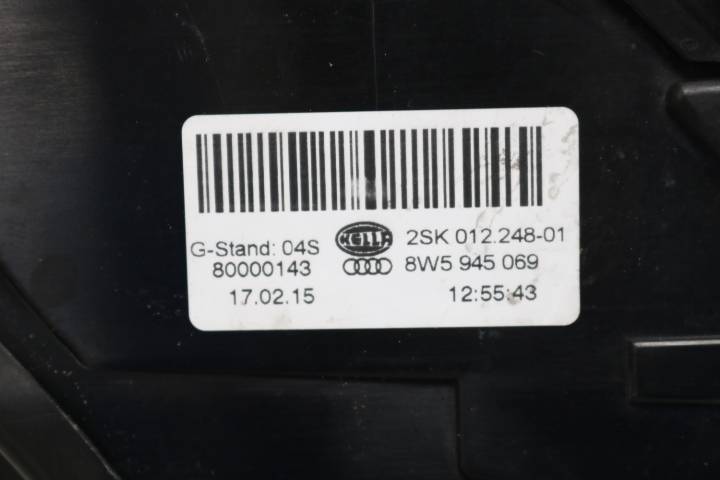 G-Stand: 04S HELLA 2SK 012.248-01
80000143 8W5 945 069
17.02.15 12:55:43